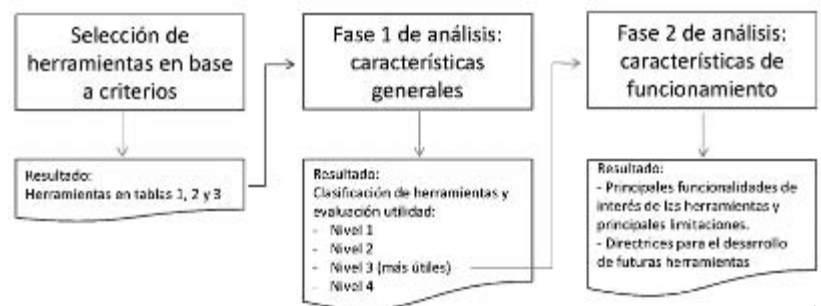 Selección de
herramientas en base
a criterios
Resultado:
Herramientas en tablas 1, 2 y 3
Fase 1 de análisis:
características
generales
Resultado:
Clasificación de herramientas y
evaluación utilidad:
- Nivel 1
- Nivel 2
- Nivel 3 (más útiles)
- Nivel 4
Fase 2 de análisis:
características de
funcionamiento
Resultado:
- Principales funcionalidades de
interés de las herramientas y
principales limitaciones.
- Directrices para el desarrollo
de futuras herramientas